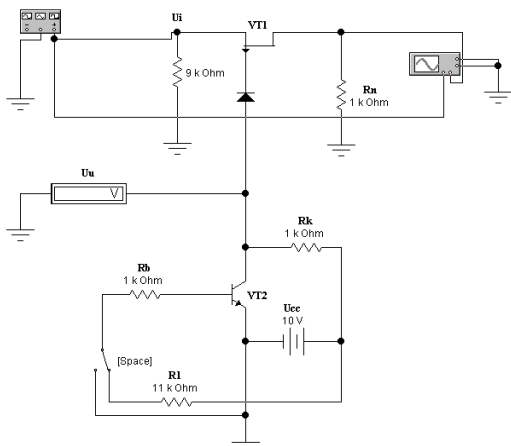 Ui
VT1
9 k Ohm
Rn
1 k Ohm
Uu
V
Rk
1 k Ohm
Rb
1 k Ohm
VT2
Ucc
10 V
[Space]
R1
11 k Ohm